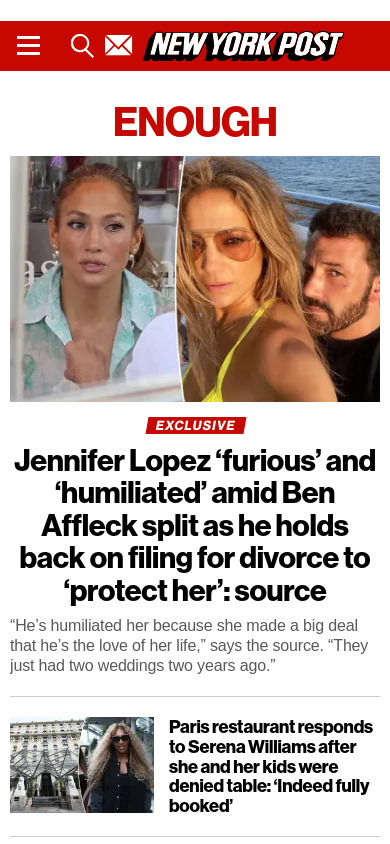 NEW YORK POST
ENOUGH
EXCLUSIVE
Jennifer Lopez ‘furious’ and
‘humiliated’ amid Ben
Affleck split as he holds
back on filing for divorce to
‘protect her’: source
“He’s humiliated her because she made a big deal
that he’s the love of her life,” says the source. “They
just had two weddings two years ago.”
Paris restaurant responds
to Serena Williams after
she and her kids were
denied table: ‘Indeed fully
booked’